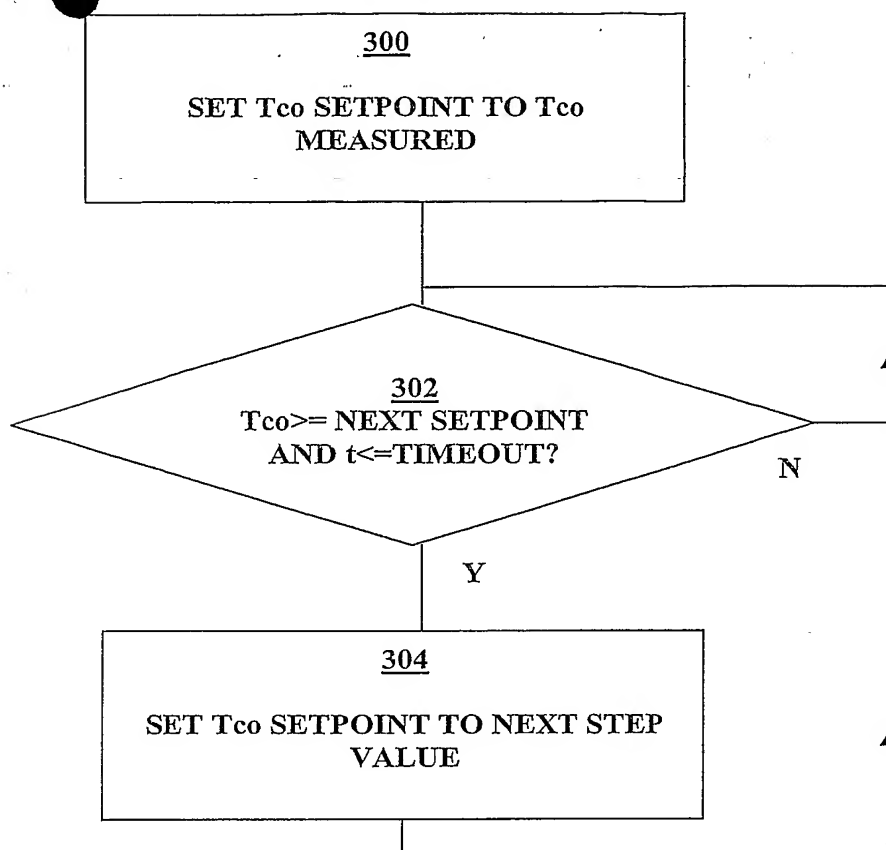 300
SET Tco SETPOINT TO Tco
MEASURED
302
Tco>= NEXT SETPOINT
AND t<=TIMEOUT?
N
Y
304
SET Tco SETPOINT TO NEXT STEP
VALUE